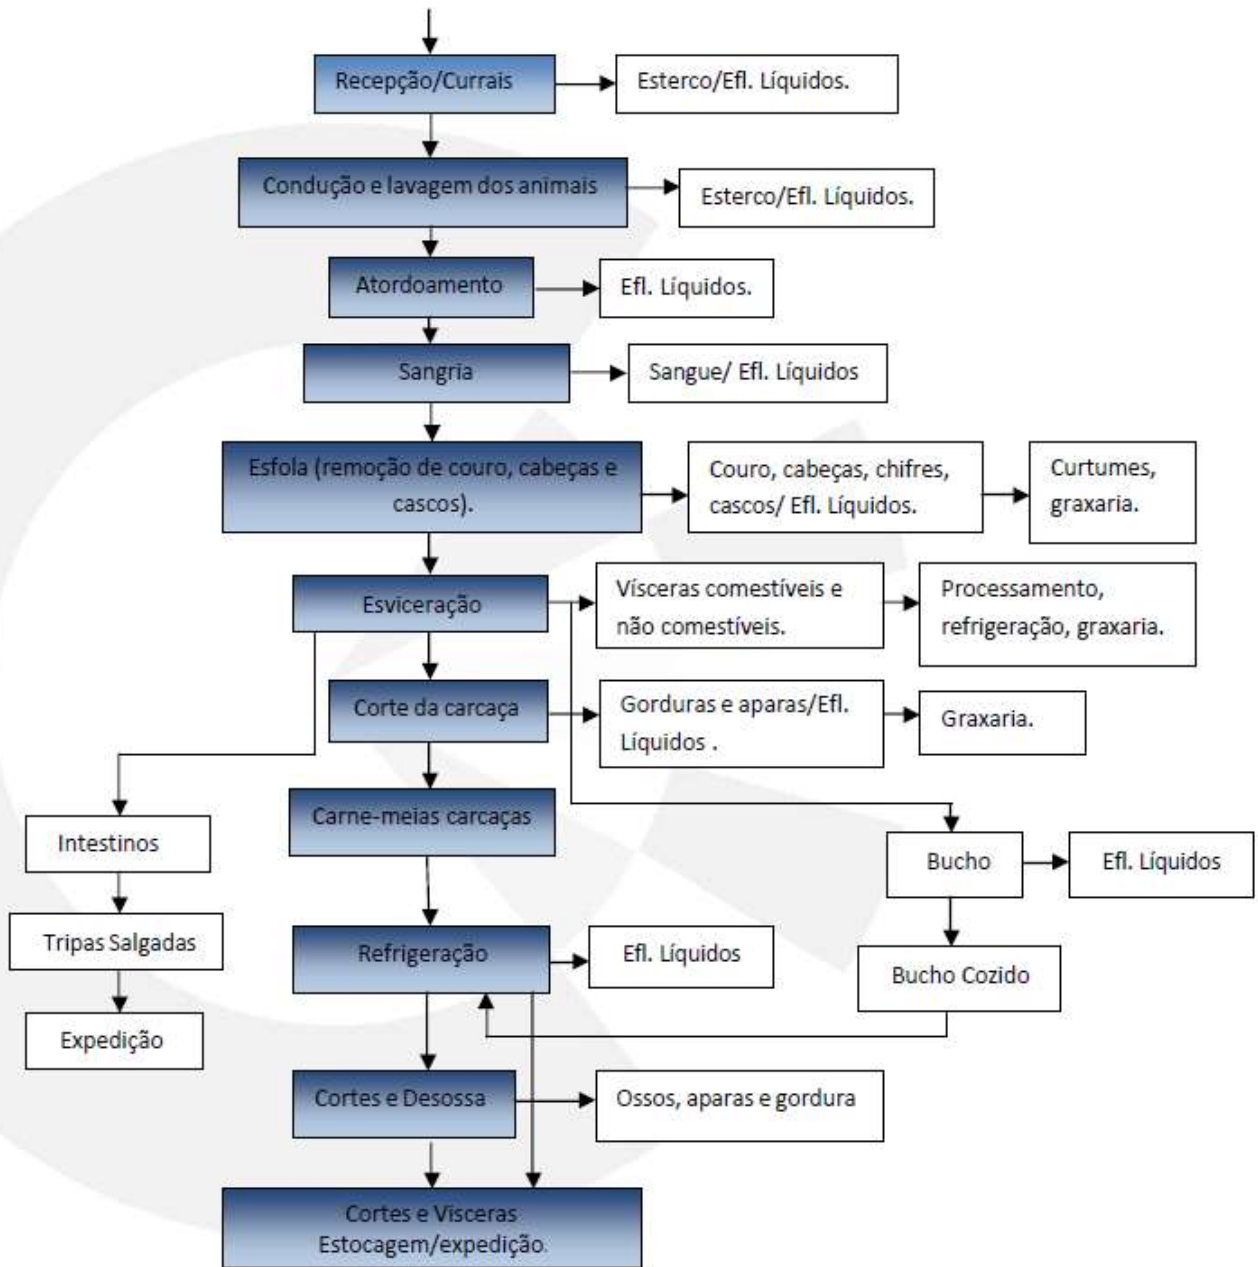 Recepção/Currais
Esterco/Efl. Líquidos.
Condução e lavagem dos animais
Esterco/Efl. Líquidos.
Atordoamento
Efl. Líquidos.
Sangria
Sangue/ Efl. Líquidos
Esfola (remoção de couro, cabeças e
cascos).
Couro, cabeças, chifres,
cascos/ Efl. Líquidos.
Curtumes,
graxaria.
Esviceração
Vísceras comestíveis e
não comestíveis.
Processamento,
refrigeração, graxaria.
Corte da carcaça
Gorduras e aparas/Efl.
Líquidos .
Graxaria.
Carne-meias carcaças
Intestinos
Bucho
Efl. Líquidos
Tripas Salgadas
Refrigeração
Efl. Líquidos
Bucho Cozido
Expedição
Cortes e Desossa
Ossos, aparas e gordura
Cortes e Visceras
Estocagem/expedição.